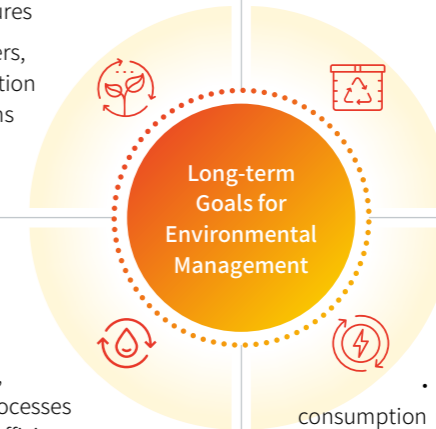 ures
ers,
tion
ns
Long-term
Goals for
Environmental
Management
,
ocesses
consumption